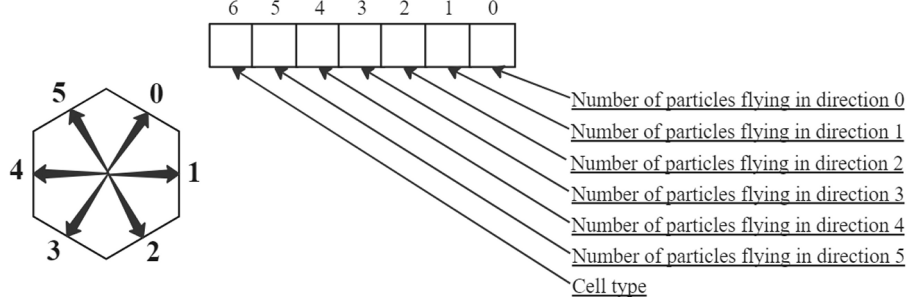 6 5 4 3 2 1 0
5 0
4 1
3 2
Number of particles flying in direction 0
Number of particles flying in direction 1
Number of particles flying in direction 2
Number of particles flying in direction 3
Number of particles flying in direction 4
Number of particles flying in direction 5
Cell type